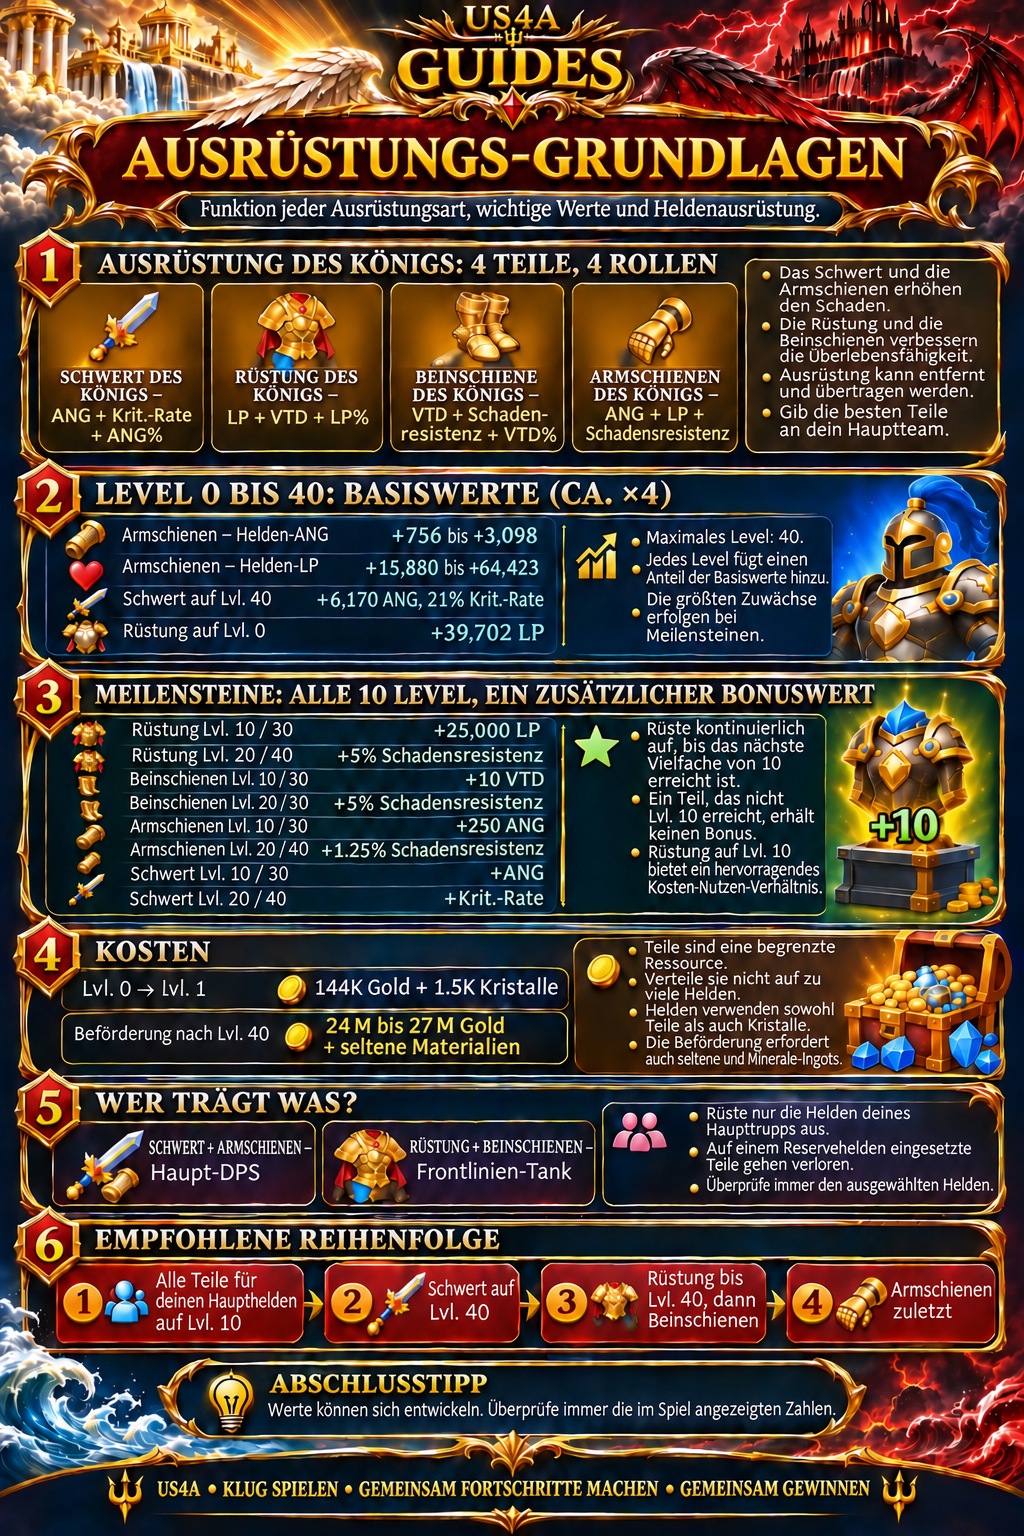 US4A
GUIDES
AUSRÜSTUNGS-GRUNDLAGEN
Funktion jeder Ausrüstungsart, wichtige Werte und Heldenausrüstung.
1
AUSRÜSTUNG DES KÖNIGS: 4 TEILE, 4 ROLLEN
SCHWERT DES
KÖNIGS –
ANG + Krit.-Rate
+ ANG%
RÜSTUNG DES
KÖNIGS –
LP + VTD + LP%
BEINSCHIENE
DES KÖNIGS –
VTD + Schaden-
resistenz + VTD%
ARMSCHIENEN
DES KÖNIGS –
ANG + LP +
Schadensresistenz
• Das Schwert und die
Armschienen erhöhen
den Schaden.
• Die Rüstung und die
Beinschienen verbessern
die Überlebensfähigkeit.
• Ausrüstung kann entfernt
und übertragen werden.
• Gib die besten Teile
an dein Hauptteam.
2
LEVEL 0 BIS 40: BASISWERTE (CA. ×4)
Armschienen – Helden-ANG +756 bis +3,098
Armschienen – Helden-LP +15,880 bis +64,423
Schwert auf Lvl. 40 +6,170 ANG, 21% Krit.-Rate
Rüstung auf Lvl. 0 +39,702 LP
• Maximales Level: 40.
• Jedes Level fügt einen
Anteil der Basiswerte hinzu.
• Die größten Zuwächse
erfolgen bei
Meilensteinen.
3
MEILENSTEINE: ALLE 10 LEVEL, EIN ZUSÄTZLICHER BONUSWERT
Rüstung Lvl. 10 / 30 +25,000 LP
Rüstung Lvl. 20 / 40 +5% Schadensresistenz
Beinschienen Lvl. 10 / 30 +10 VTD
Beinschienen Lvl. 20 / 30 +5% Schadensresistenz
Armschienen Lvl. 10 / 30 +250 ANG
Armschienen Lvl. 20 / 40 +1.25% Schadensresistenz
Schwert Lvl. 10 / 30 +ANG
Schwert Lvl. 20 / 40 +Krit.-Rate
• Rüste kontinuierlich
auf, bis das nächste
Vielfache von 10
erreicht ist.
• Ein Teil, das nicht
Lvl. 10 erreicht, erhält
keinen Bonus.
• Rüstung auf Lvl. 10
bietet ein hervorragendes
Kosten-Nutzen-Verhältnis.
+10
4
KOSTEN
Lvl. 0 → Lvl. 1 144K Gold + 1.5K Kristalle
Beförderung nach Lvl. 40 24 M bis 27 M Gold
+ seltene Materialien
• Teile sind eine begrenzte
Ressource.
• Verteile sie nicht auf zu
viele Helden.
• Helden verwenden sowohl
Teile als auch Kristalle.
• Die Beförderung erfordert
auch seltene und Minerale-Ingots.
5
WER TRÄGT WAS?
SCHWERT + ARMSCHIENEN –
Haupt-DPS
RÜSTUNG + BEINSCHIENEN –
Frontlinien-Tank
• Rüste nur die Helden deines
Haupttrupps aus.
• Auf einem Reservehelden eingesetzte
Teile gehen verloren.
• Überprüfe immer den ausgewählten Helden.
6
EMPFOHLENE REIHENFOLGE
1
Alle Teile für
deinen Haupthelden
auf Lvl. 10
2
Schwert auf
Lvl. 40
3
Rüstung bis
Lvl. 40, dann
Beinschienen
4
Armschienen
zuletzt
ABSCHLUSSTIPP
Werte können sich entwickeln. Überprüfe immer die im Spiel angezeigten Zahlen.
US4A • KLUG SPIELEN • GEMEINSAM FORTSCHRITTE MACHEN • GEMEINSAM GEWINNEN